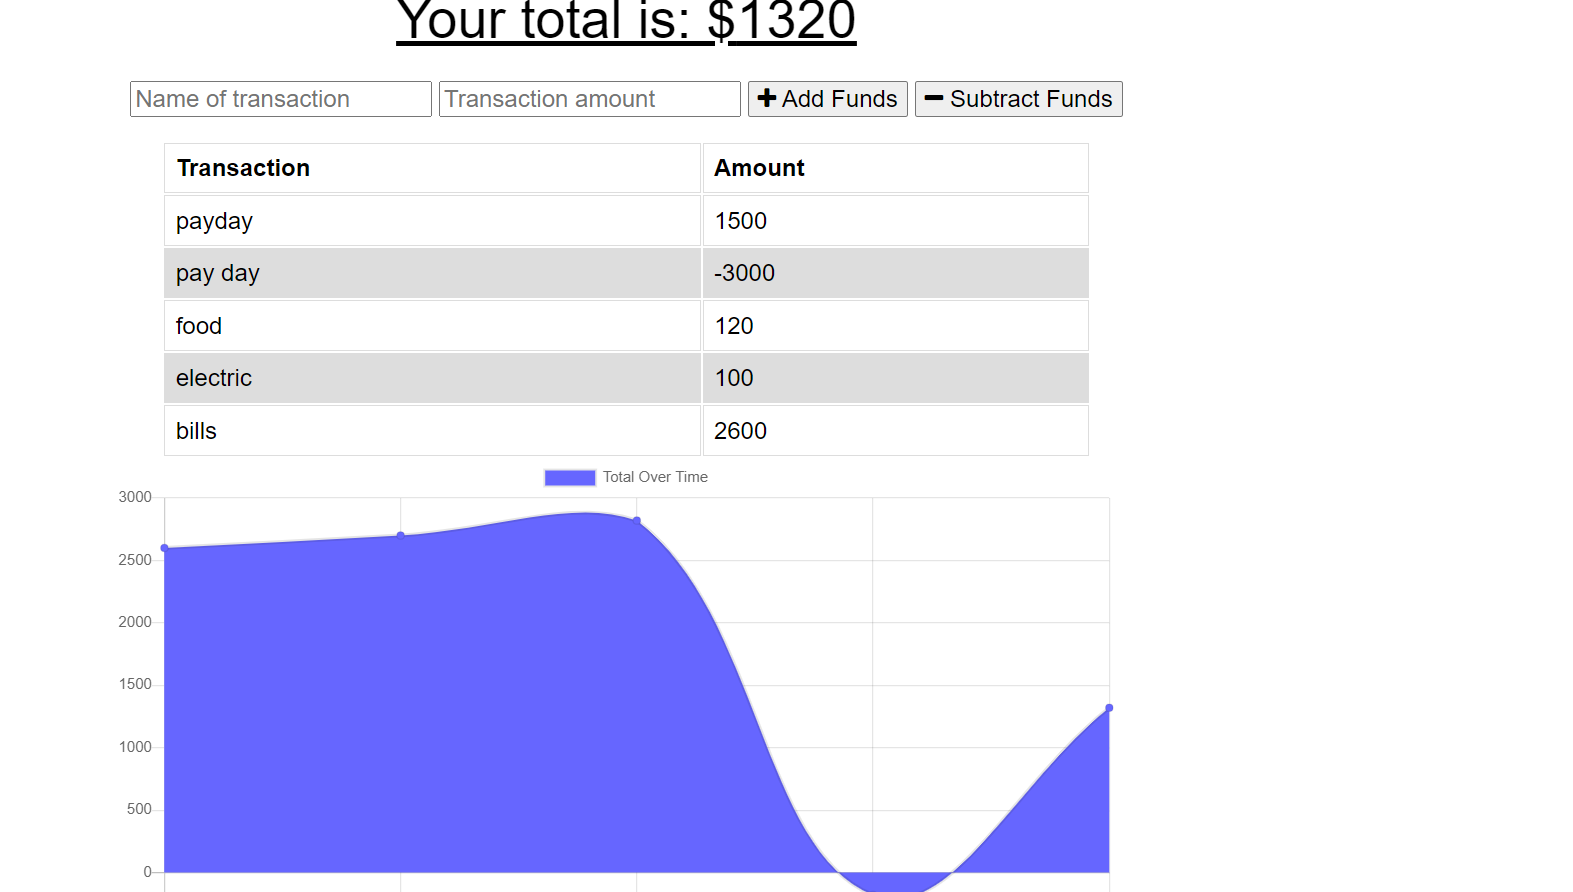 Your total is: $1320
Name of transaction Transaction amount Add Funds Subtract Funds
Transaction Amount
payday 1500
pay day -3000
food 120
electric 100
bills 2600
Total Over Time
3000
2500
2000
1500
1000
500
0